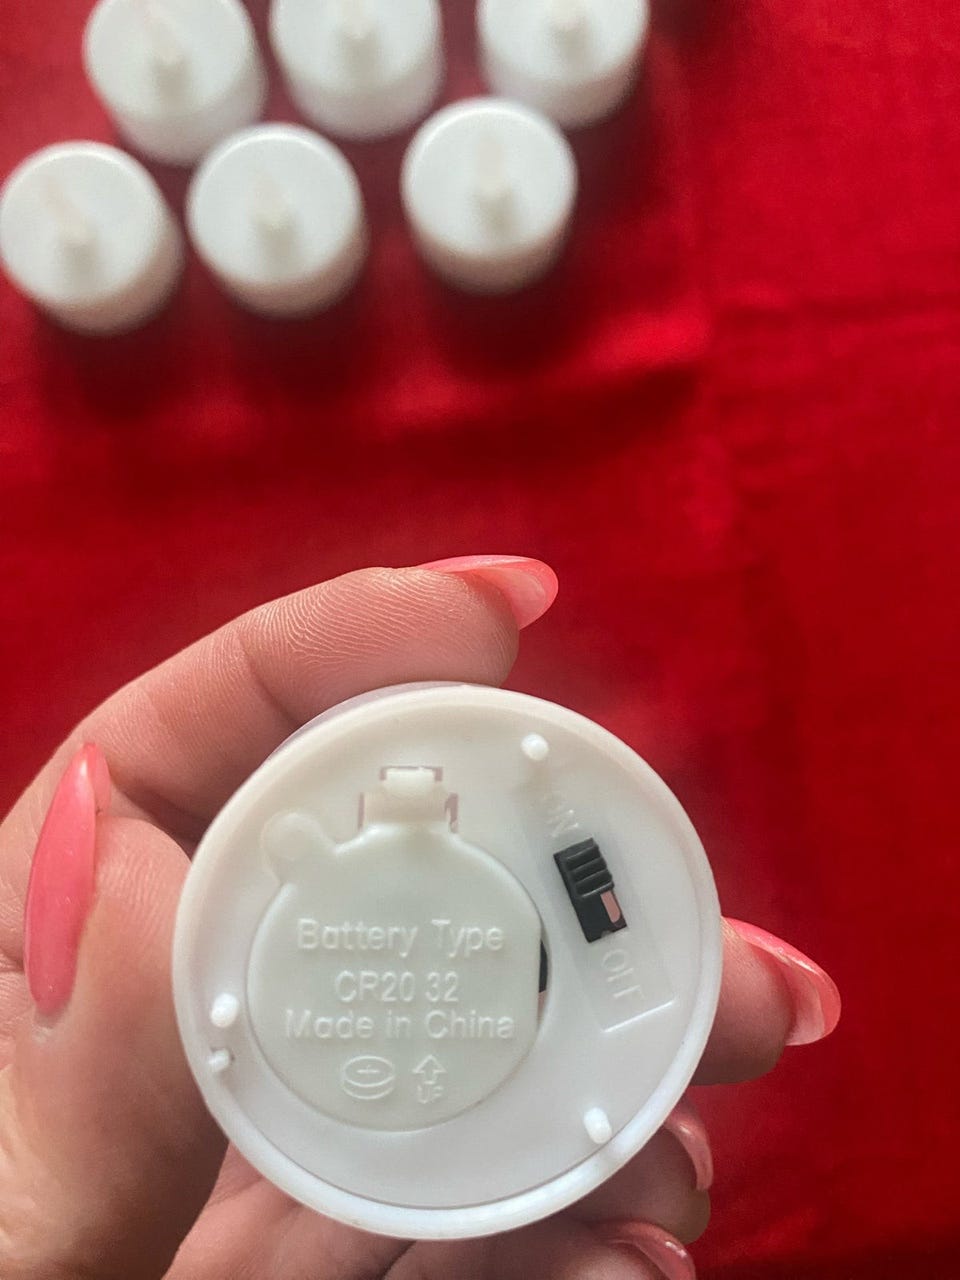 Battery Type
CR20 32
Made in China
UP
ON
OFF